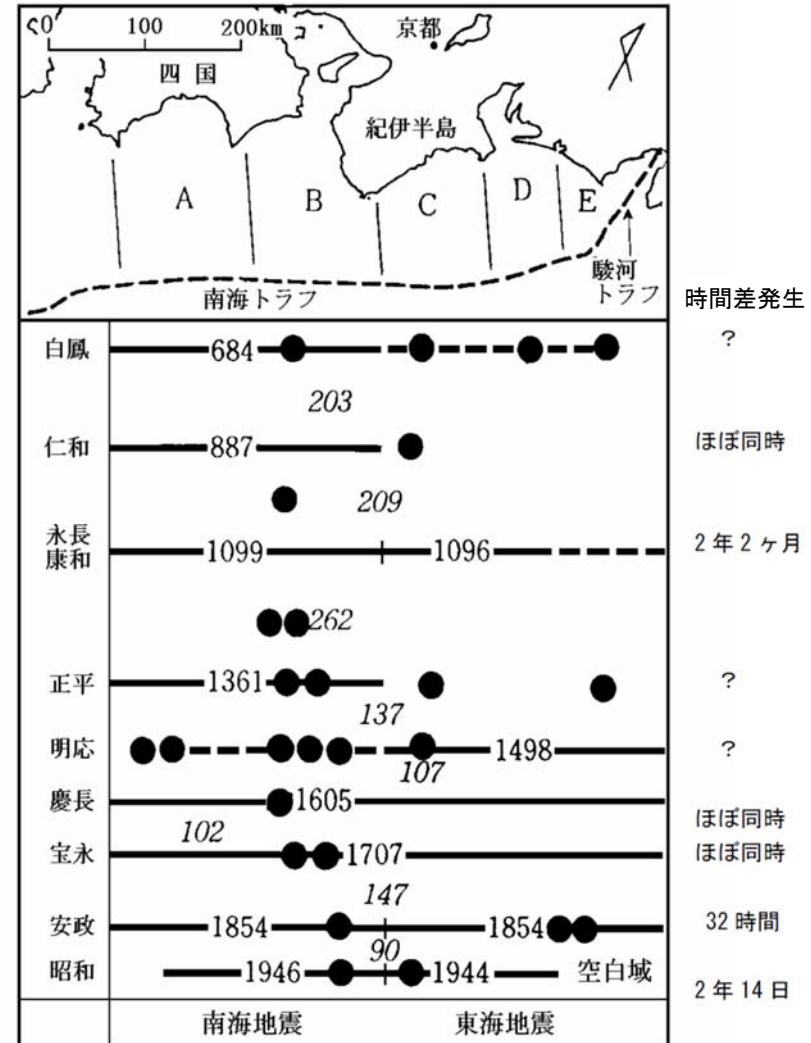 0 100 200km
京都
四国
紀伊半島
A B C D E
南海トラフ
駿河
トラフ
時間差発生
白鳳 684 ？
203
仁和 887 ほぼ同時
209
永長
康和 1099 1096 2年2ヶ月
262
正平 1361 ？
137
明応 1498 ？
107
慶長 1605 ほぼ同時
102
宝永 1707 ほぼ同時
147
安政 1854 1854 32時間
90
昭和 1946 1944 空白域 2年14日
南海地震 東海地震